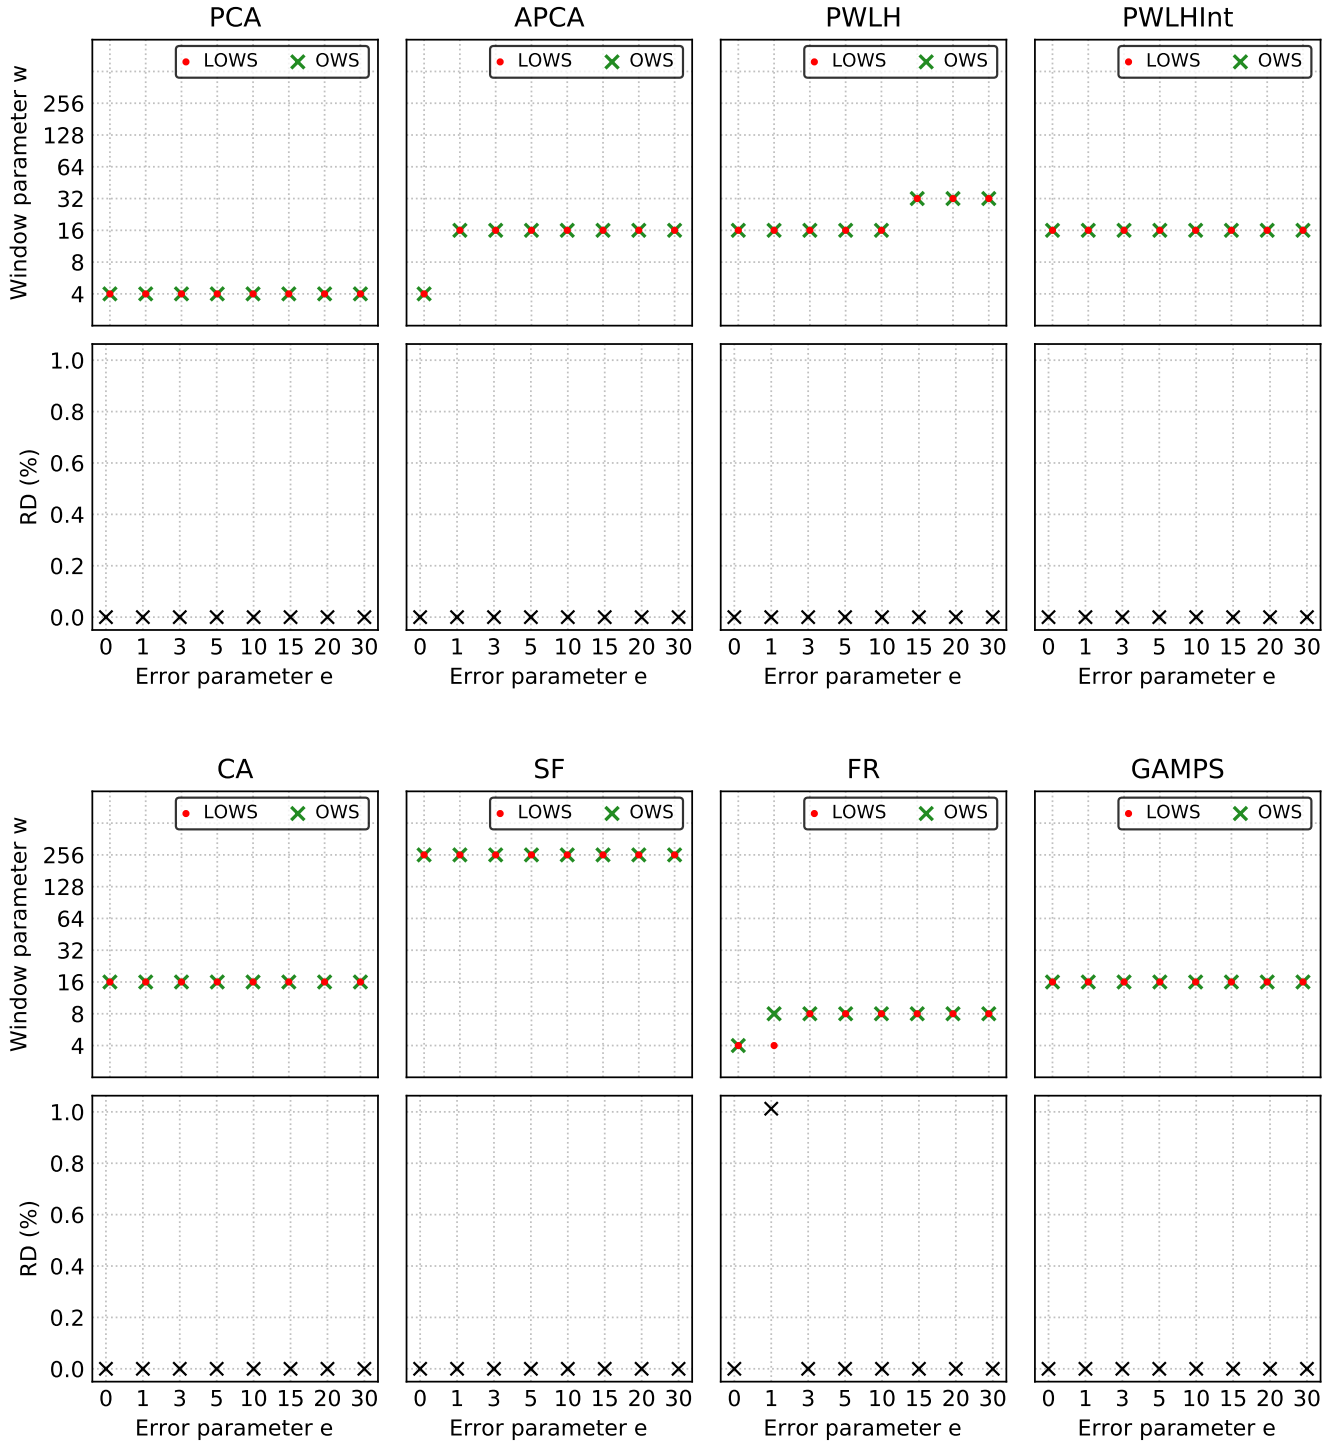 PCA APCA PWLH PWLHInt
LOWS OWS LOWS OWS LOWS OWS LOWS OWS
Window parameter w
256
128
64
32
16
8
4
RD (%)
1.0
0.8
0.6
0.4
0.2
0.0
0 1 3 5 10 15 20 30 0 1 3 5 10 15 20 30 0 1 3 5 10 15 20 30 0 1 3 5 10 15 20 30
Error parameter e Error parameter e Error parameter e Error parameter e
CA SF FR GAMPS
LOWS OWS LOWS OWS LOWS OWS LOWS OWS
Window parameter w
256
128
64
32
16
8
4
RD (%)
1.0
0.8
0.6
0.4
0.2
0.0
0 1 3 5 10 15 20 30 0 1 3 5 10 15 20 30 0 1 3 5 10 15 20 30 0 1 3 5 10 15 20 30
Error parameter e Error parameter e Error parameter e Error parameter e